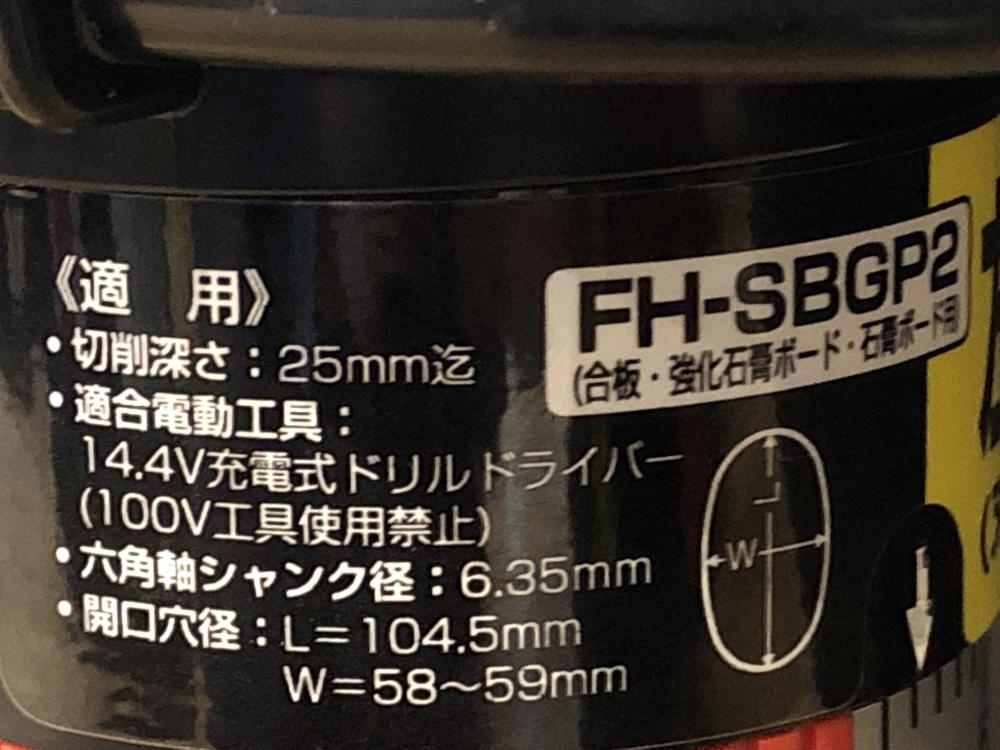 《適 用》
・切削深さ：25mm迄
・適合電動工具：
14.4V充電式ドリルドライバー
(100V工具使用禁止)
・六角軸シャンク径：6.35mm
・開口穴径：L＝104.5mm
W＝58～59mm
FH-SBGP2
(合板・強化石膏ボード・石膏ボード用)
L
W